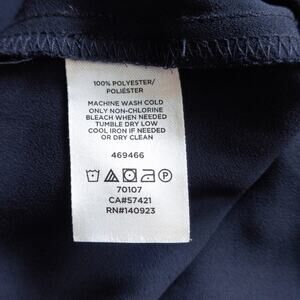 100% POLYESTER/
POLIÉSTER
MACHINE WASH COLD
ONLY NON-CHLORINE
BLEACH WHEN NEEDED
TUMBLE DRY LOW
COOL IRON IF NEEDED
OR DRY CLEAN
469466
70107
CA#57421
RN#140923